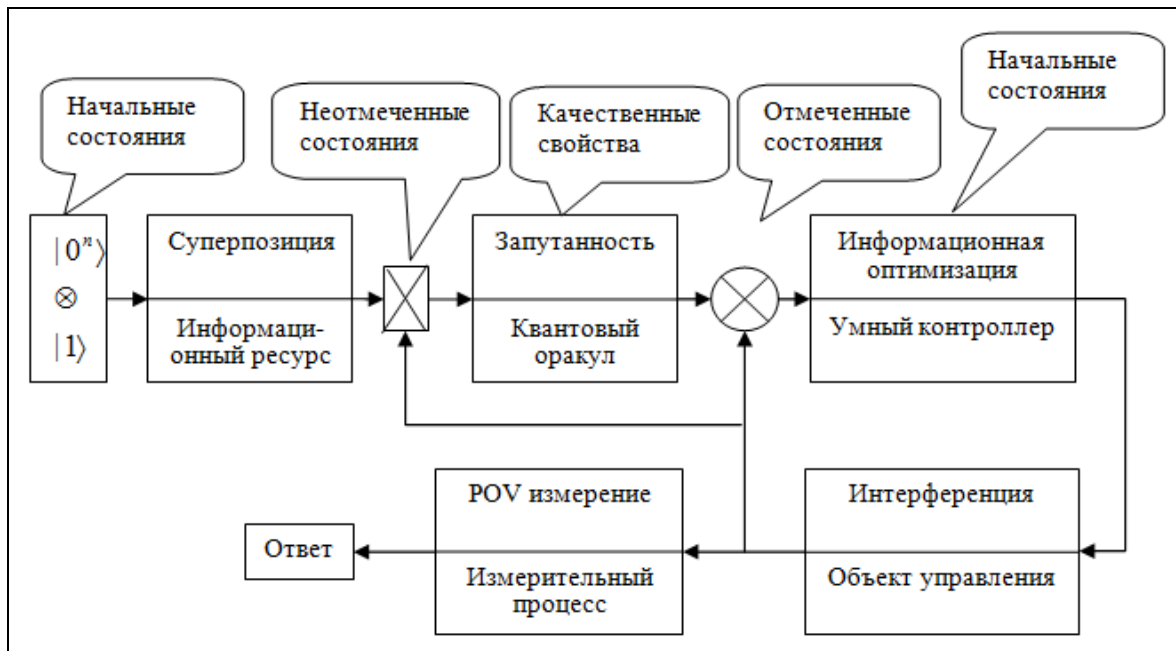 Начальные
состояния
Неотмеченные
состояния
Качественные
свойства
Отмеченные
состояния
Начальные
состояния
|0ⁿ⟩
⊗
|1⟩
Суперпозиция
Информаци-
онный ресурс
Запутанность
Квантовый
оракул
Информационная
оптимизация
Умный контроллер
Ответ
POV измерение
Измерительный
процесс
Интерференция
Объект управления